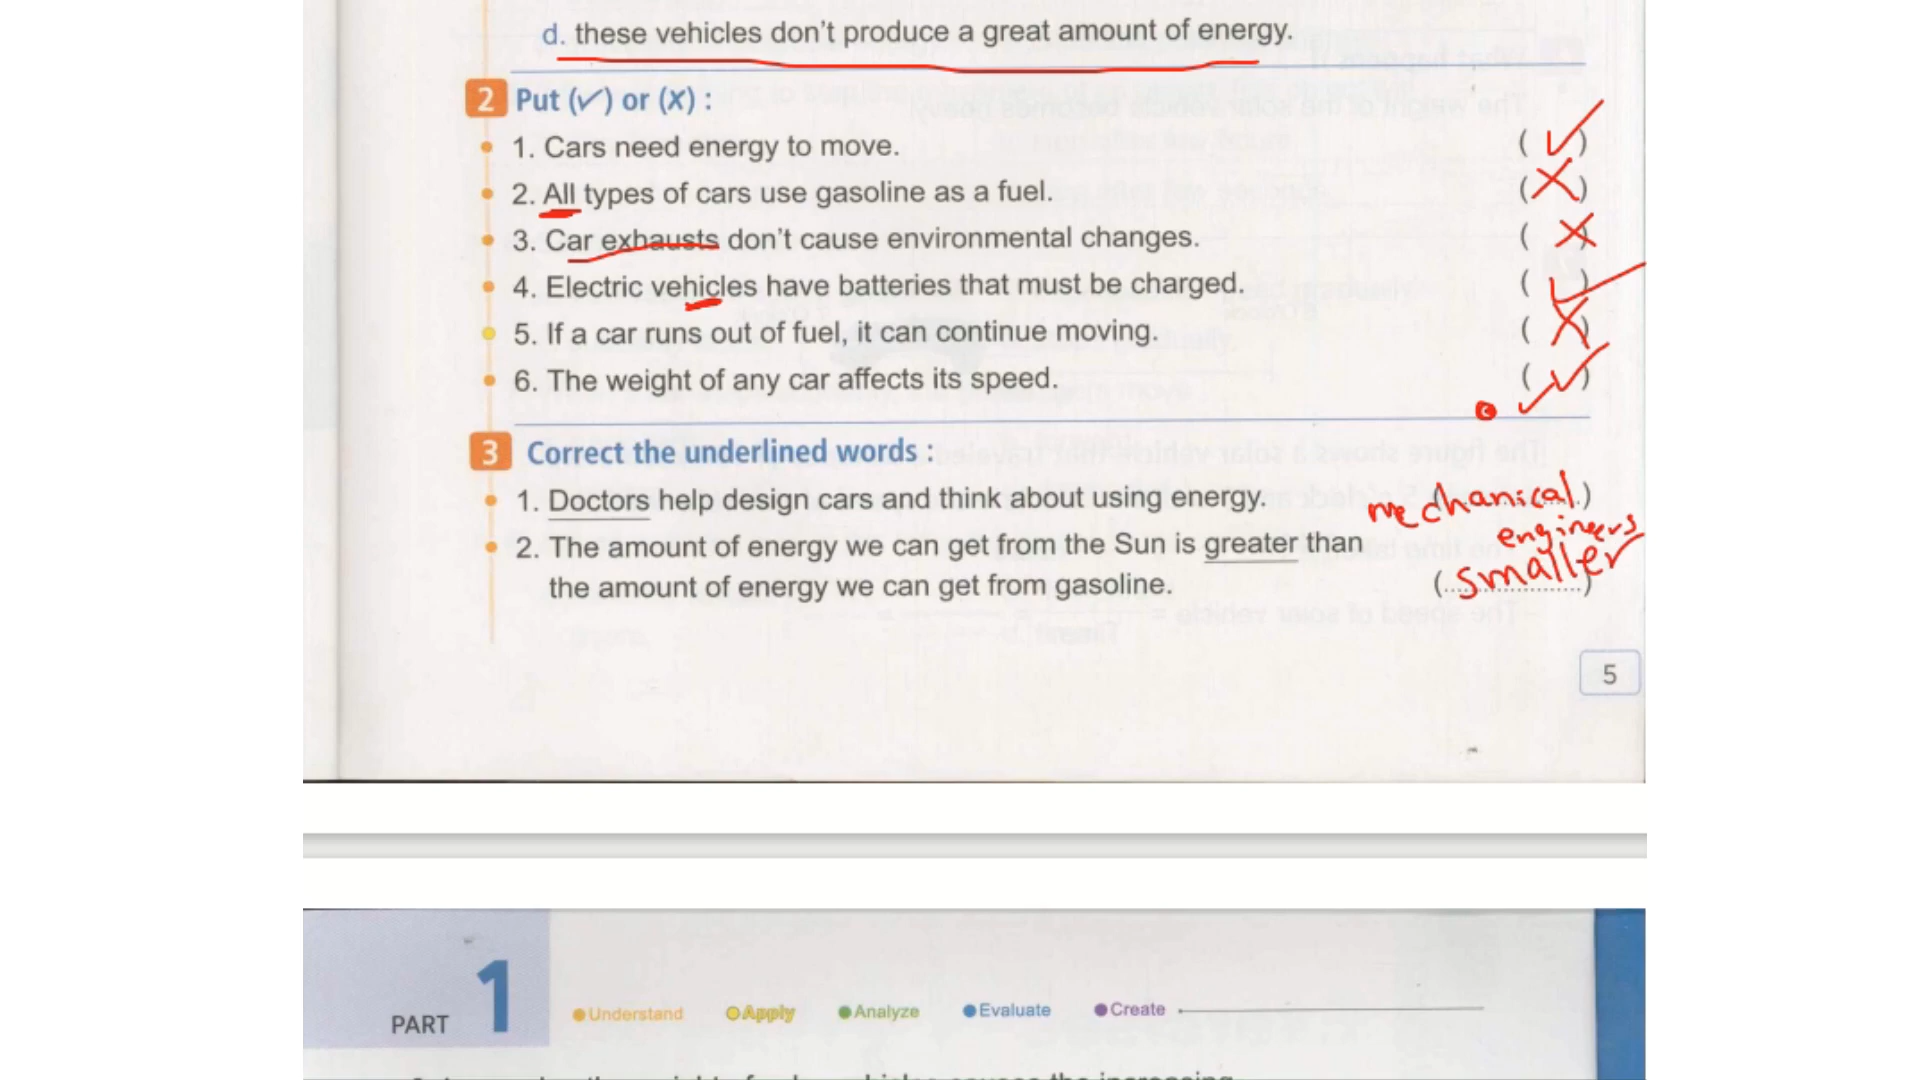 d. these vehicles don't produce a great amount of energy.
2 Put (✓) or (x) :
1. Cars need energy to move. ( ✓ )
2. All types of cars use gasoline as a fuel. ( X )
3. Car exhausts don't cause environmental changes. ( X )
4. Electric vehicles have batteries that must be charged. ( ✓ )
5. If a car runs out of fuel, it can continue moving. ( X )
6. The weight of any car affects its speed. ( ✓ )
3 Correct the underlined words :
1. Doctors help design cars and think about using energy. (mechanical engineers)
2. The amount of energy we can get from the Sun is greater than
the amount of energy we can get from gasoline. (smaller)
5
PART 1
Understand Apply Analyze Evaluate Create